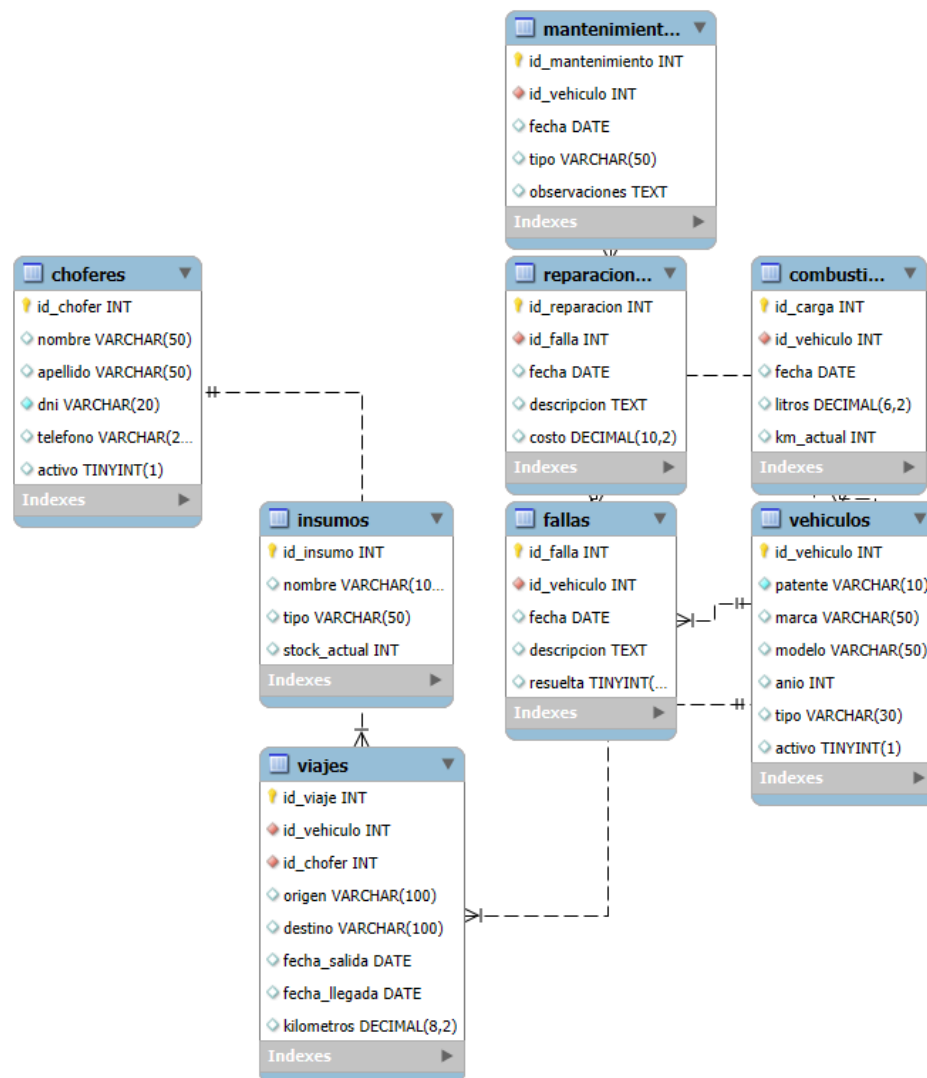 mantenimient...
id_mantenimiento INT
id_vehiculo INT
fecha DATE
tipo VARCHAR(50)
observaciones TEXT
Indexes
choferes
id_chofer INT
nombre VARCHAR(50)
apellido VARCHAR(50)
dni VARCHAR(20)
telefono VARCHAR(2...
activo TINYINT(1)
Indexes
reparacion...
id_reparacion INT
id_falla INT
fecha DATE
descripcion TEXT
costo DECIMAL(10,2)
Indexes
combusti...
id_carga INT
id_vehiculo INT
fecha DATE
litros DECIMAL(6,2)
km_actual INT
Indexes
insumos
id_insumo INT
nombre VARCHAR(10...
tipo VARCHAR(50)
stock_actual INT
Indexes
fallas
id_falla INT
id_vehiculo INT
fecha DATE
descripcion TEXT
resuelta TINYINT(...
Indexes
vehiculos
id_vehiculo INT
patente VARCHAR(10)
marca VARCHAR(50)
modelo VARCHAR(50)
anio INT
tipo VARCHAR(30)
activo TINYINT(1)
Indexes
viajes
id_viaje INT
id_vehiculo INT
id_chofer INT
origen VARCHAR(100)
destino VARCHAR(100)
fecha_salida DATE
fecha_llegada DATE
kilometros DECIMAL(8,2)
Indexes